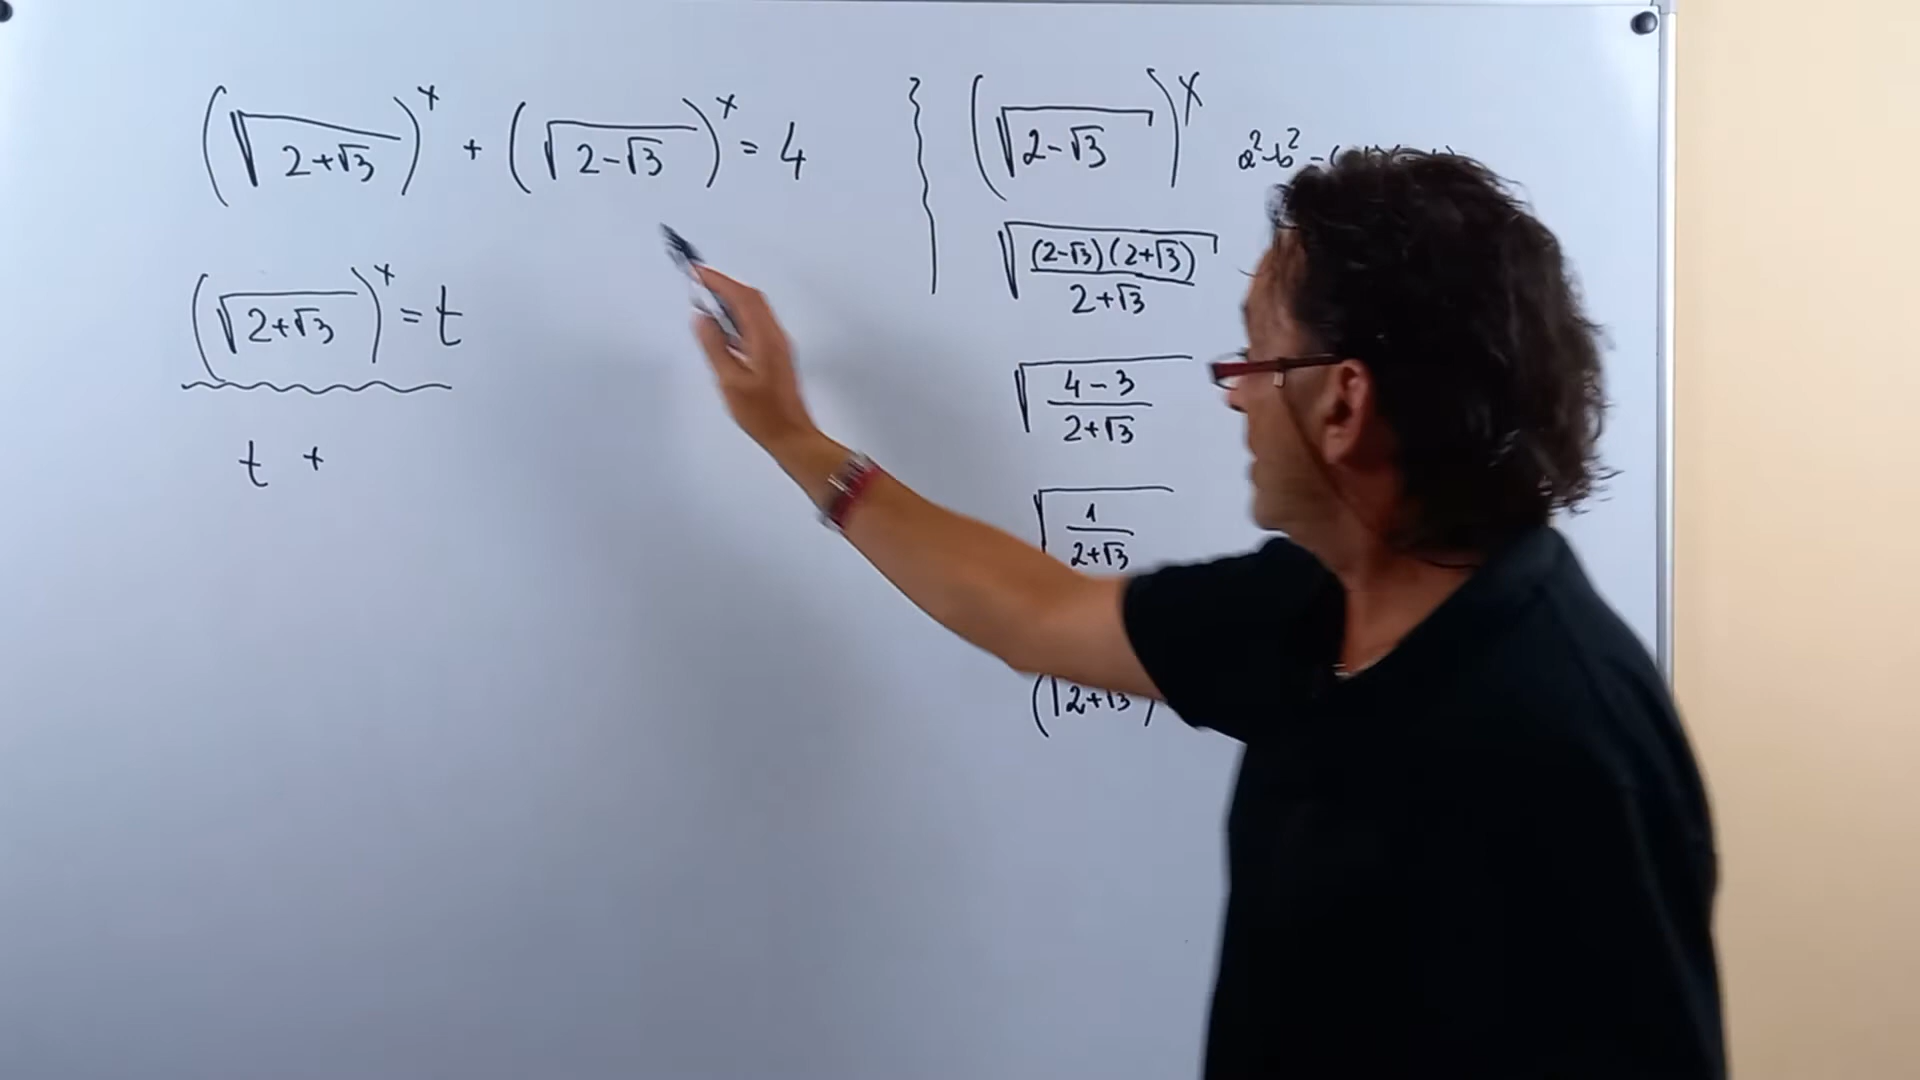 (√(2+√3))^x + (√(2-√3))^x = 4
(√(2+√3))^x = t
t +
(√(2-√3))^x
a²-b² = (
√((2-√3)(2+√3) / 2+√3)
√(4-3 / 2+√3)
√(1 / 2+√3)
(√2+√3)